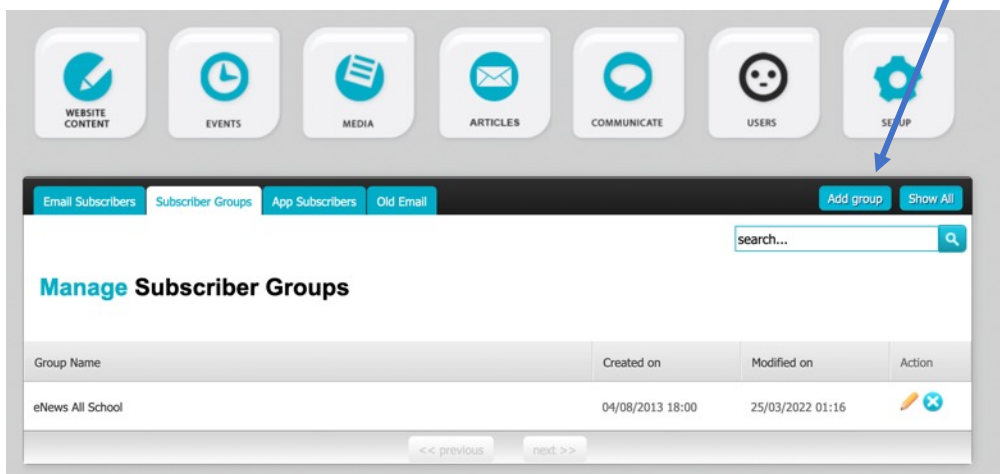 WEBSITE
CONTENT
EVENTS
MEDIA
ARTICLES
COMMUNICATE
USERS
SETUP
Email Subscribers Subscriber Groups App Subscribers Old Email Add group Show All
search...
Manage Subscriber Groups
Group Name Created on Modified on Action
eNews All School 04/08/2013 18:00 25/03/2022 01:16
<< previous next >>